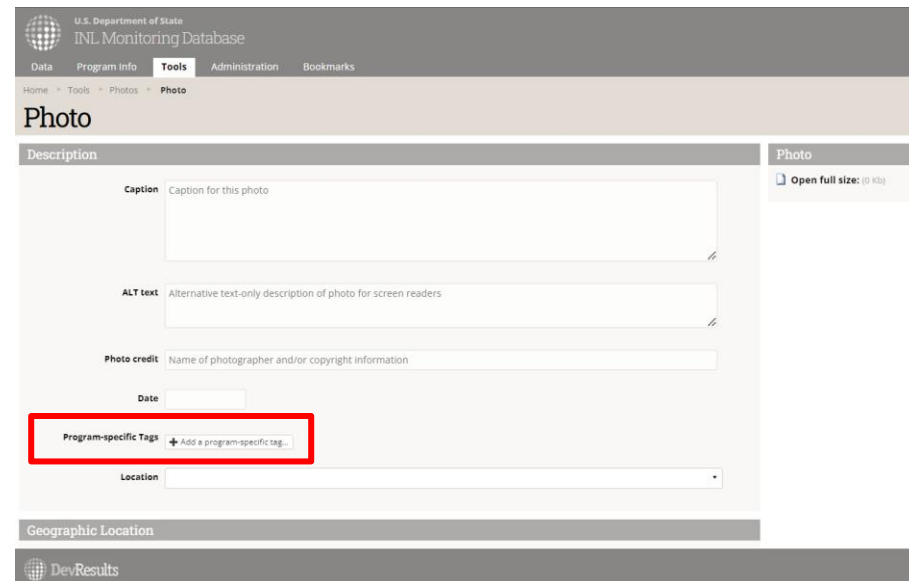 U.S. Department of State
INL Monitoring Database
Data Program Info Tools Administration Bookmarks
Home Tools Photos Photo
Photo
Description
Caption Caption for this photo
ALT text Alternative text-only description of photo for screen readers
Photo credit Name of photographer and/or copyright information
Date
Program-specific Tags + Add a program-specific tag...
Location
Geographic Location
Photo
Open full size: (0 Kb)
DevResults